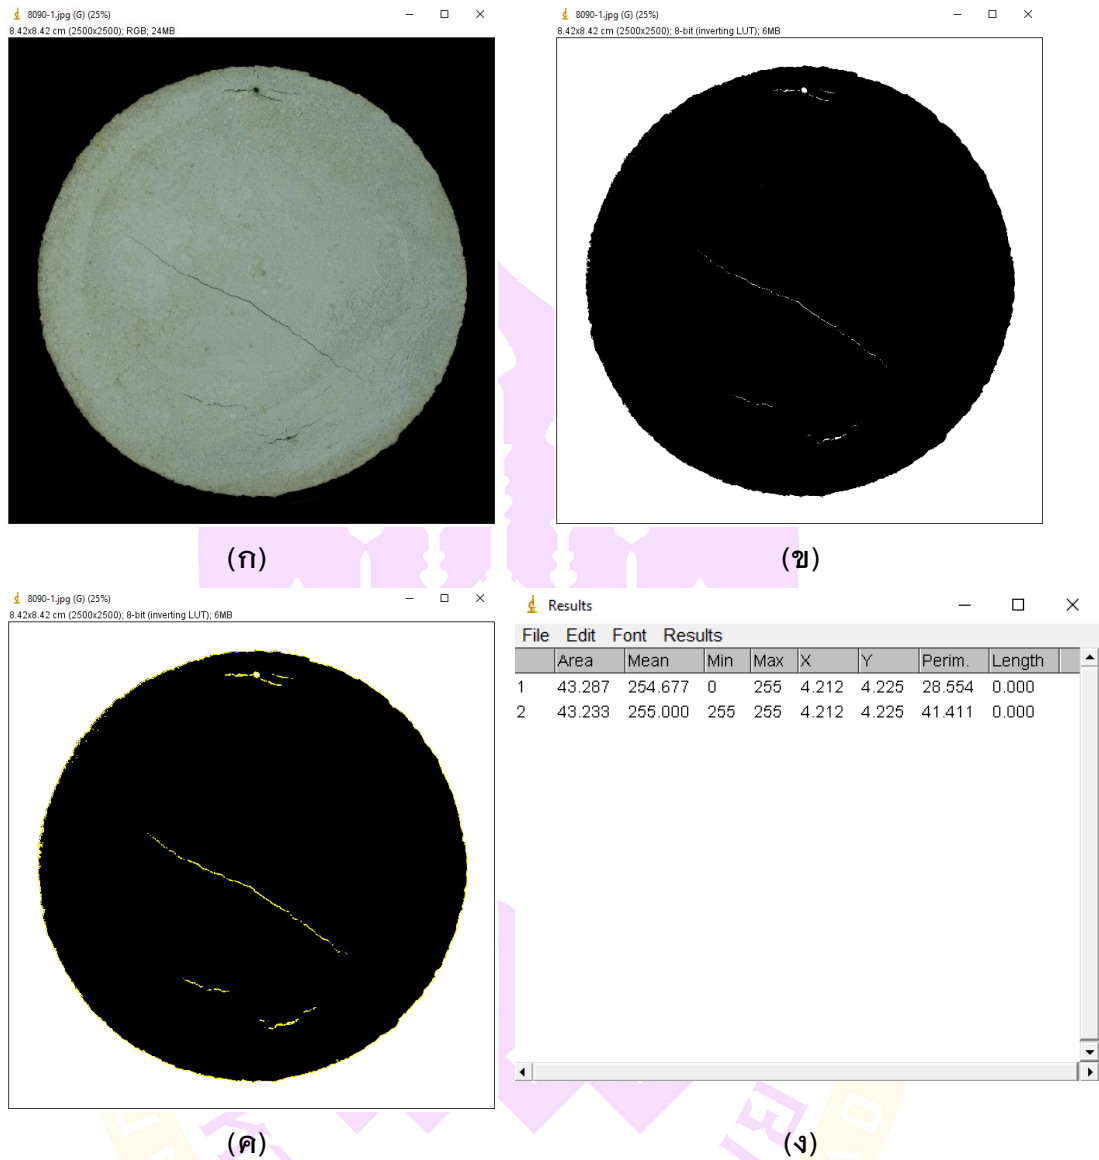 8090-1.jpg (G) (25%)
8.42x8.42 cm (2500x2500); RGB; 24MB
8090-1.jpg (G) (25%)
8.42x8.42 cm (2500x2500); 8-bit (inverting LUT); 6MB
(ก)
(ข)
8090-1.jpg (G) (25%)
8.42x8.42 cm (2500x2500); 8-bit (inverting LUT); 6MB
Results
File Edit Font Results
Area Mean Min Max X Y Perim. Length
1 43.287 254.677 0 255 4.212 4.225 28.554 0.000
2 43.233 255.000 255 255 4.212 4.225 41.411 0.000
(ค)
(ง)